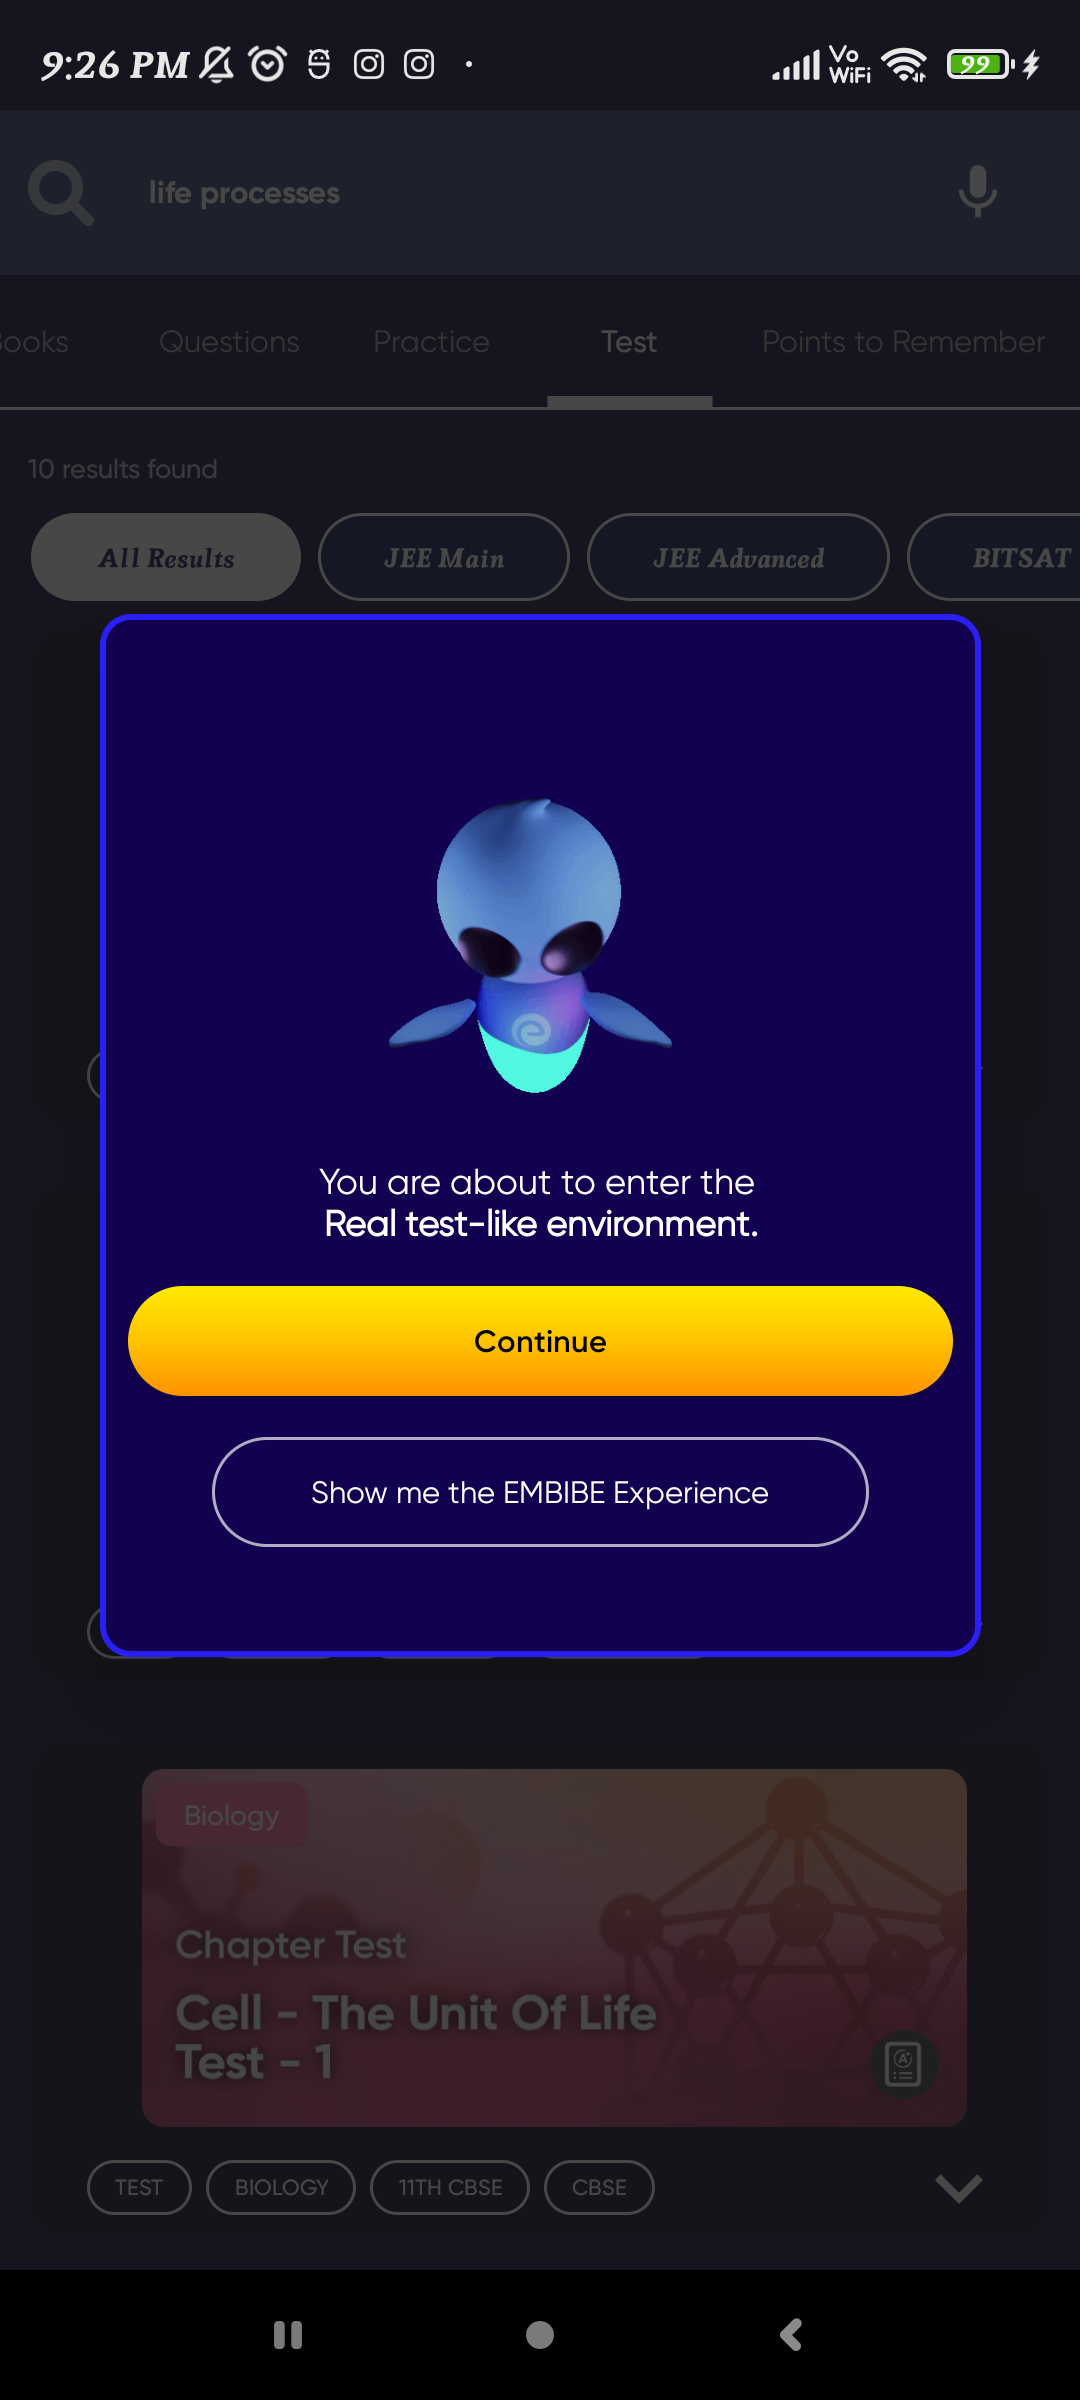 9:26 PM
Vo
WiFi
99
life processes
Books Questions Practice Test Points to Remember
10 results found
All Results JEE Main JEE Advanced BITSAT
You are about to enter the
Real test-like environment.
Continue
Show me the EMBIBE Experience
Biology
Chapter Test
Cell - The Unit Of Life
Test - 1
TEST BIOLOGY 11TH CBSE CBSE